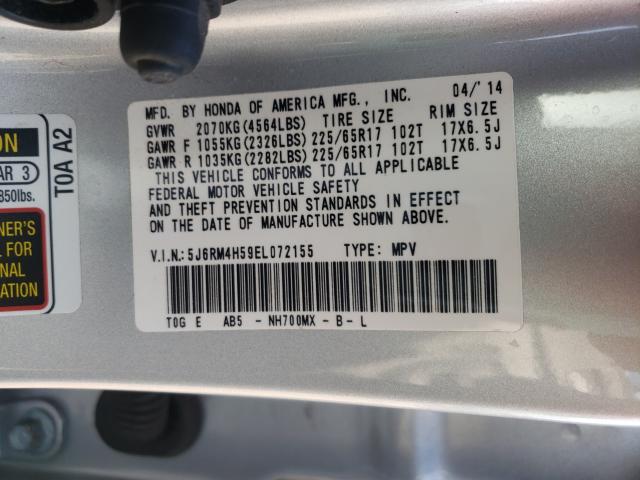 MFD. BY HONDA OF AMERICA MFG., INC. 04/'14
GVWR 2070KG(4564LBS) TIRE SIZE RIM SIZE
GAWR F 1055KG(2326LBS) 225/65R17 102T 17X6.5J
GAWR R 1035KG(2282LBS) 225/65R17 102T 17X6.5J
THIS VEHICLE CONFORMS TO ALL APPLICABLE
FEDERAL MOTOR VEHICLE SAFETY
AND THEFT PREVENTION STANDARDS IN EFFECT
ON THE DATE OF MANUFACTURE SHOWN ABOVE.
V.I.N.: 5J6RM4H59EL072155 TYPE: MPV
T0G E AB5 - NH700MX - B - L
T0A A2
ON
AR 3
850lbs.
NER'S
L FOR
ONAL
ATION